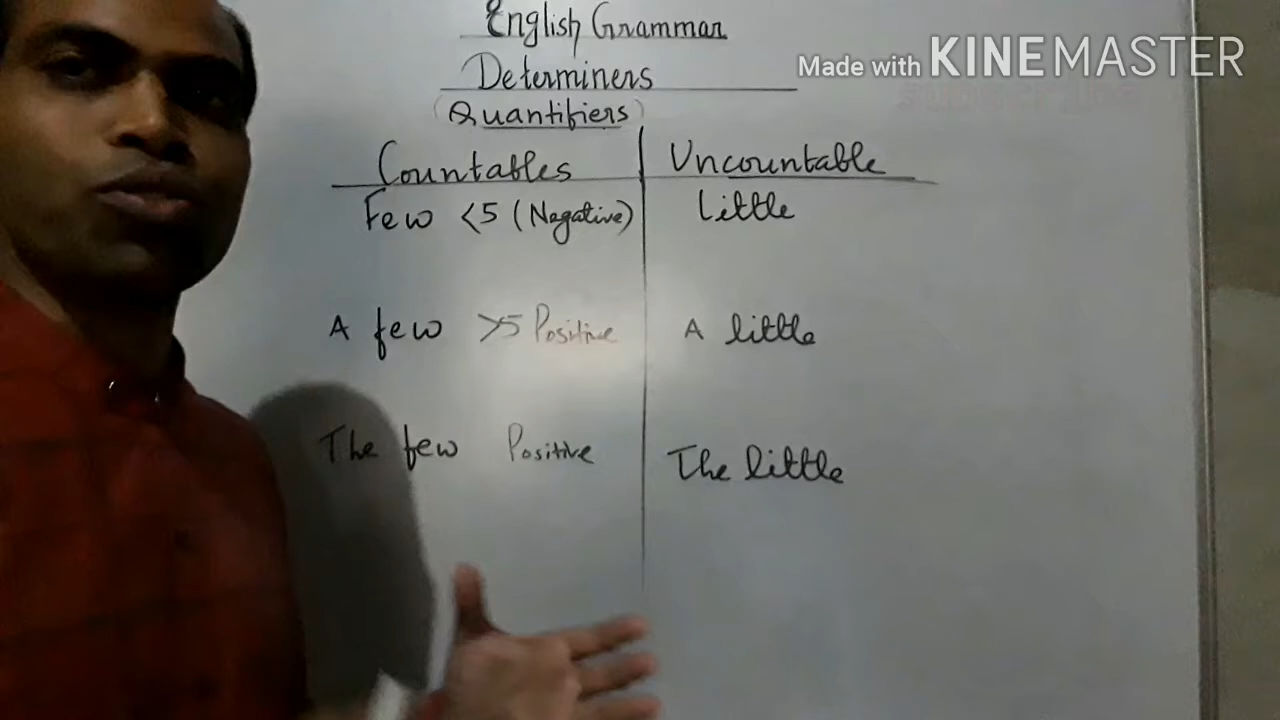 English Grammar
Made with KINEMASTER
Determiners
(Quantifiers)
Countables
Uncountable
Few <5 (Negative)
Little
A few >5 Positive
A little
The few Positive
The little